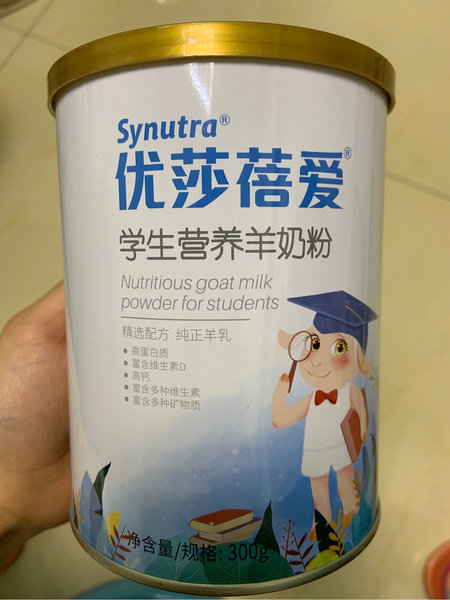 Synutra®
优莎蓓爱®
学生营养羊奶粉
Nutritious goat milk
powder for students
精选配方 纯正羊乳
• 高蛋白质
• 富含维生素D
• 高钙
• 富含多种维生素
• 富含多种矿物质
净含量/规格: 300g